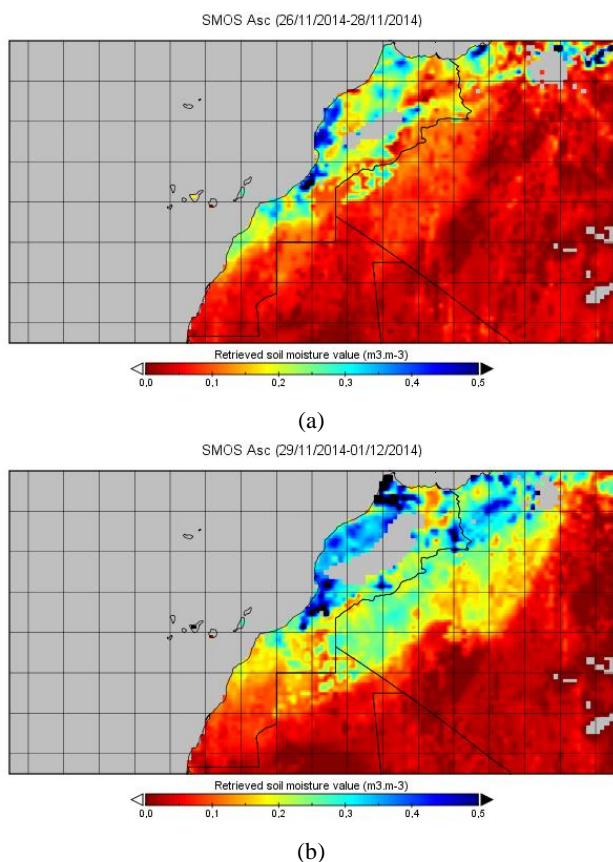 SMOS Asc (26/11/2014-28/11/2014)
Retrieved soil moisture value (m3.m-3)
0.0 0.1 0.2 0.3 0.4 0.5
(a)
SMOS Asc (29/11/2014-01/12/2014)
Retrieved soil moisture value (m3.m-3)
0.0 0.1 0.2 0.3 0.4 0.5
(b)